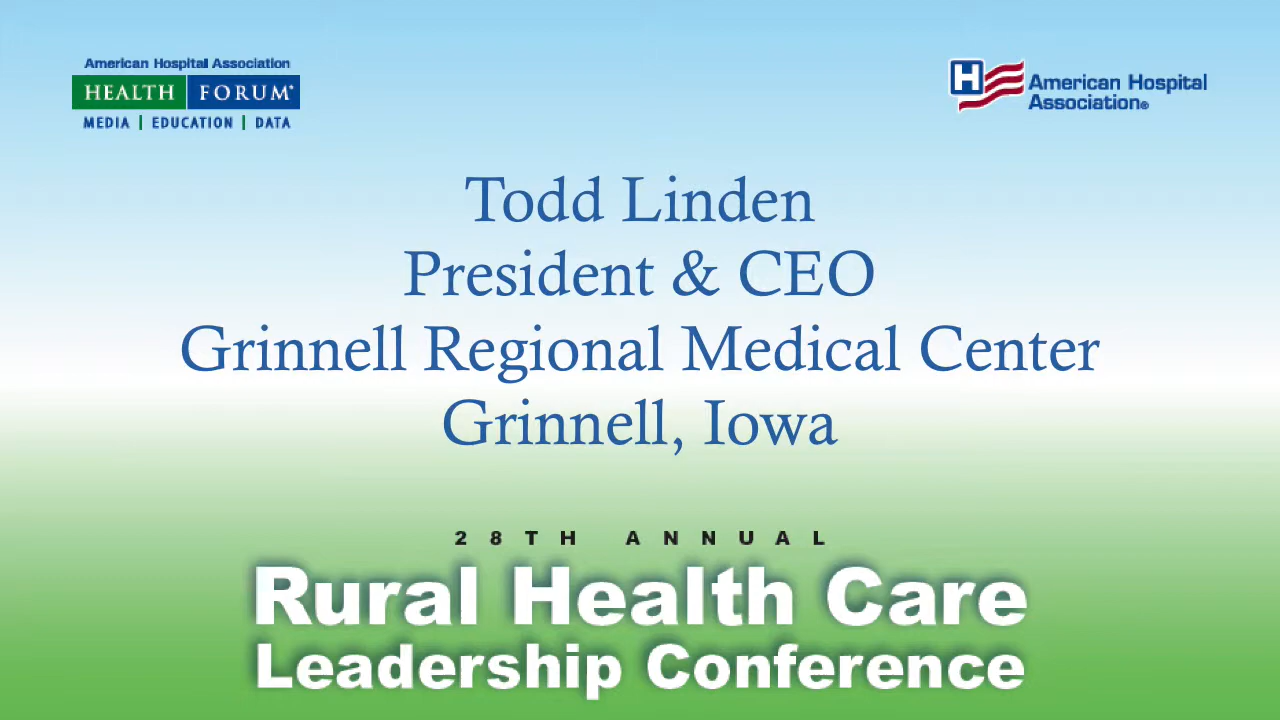 American Hospital Association
HEALTH FORUM®
MEDIA | EDUCATION | DATA
H American Hospital
Association®
Todd Linden
President & CEO
Grinnell Regional Medical Center
Grinnell, Iowa
28TH ANNUAL
Rural Health Care
Leadership Conference